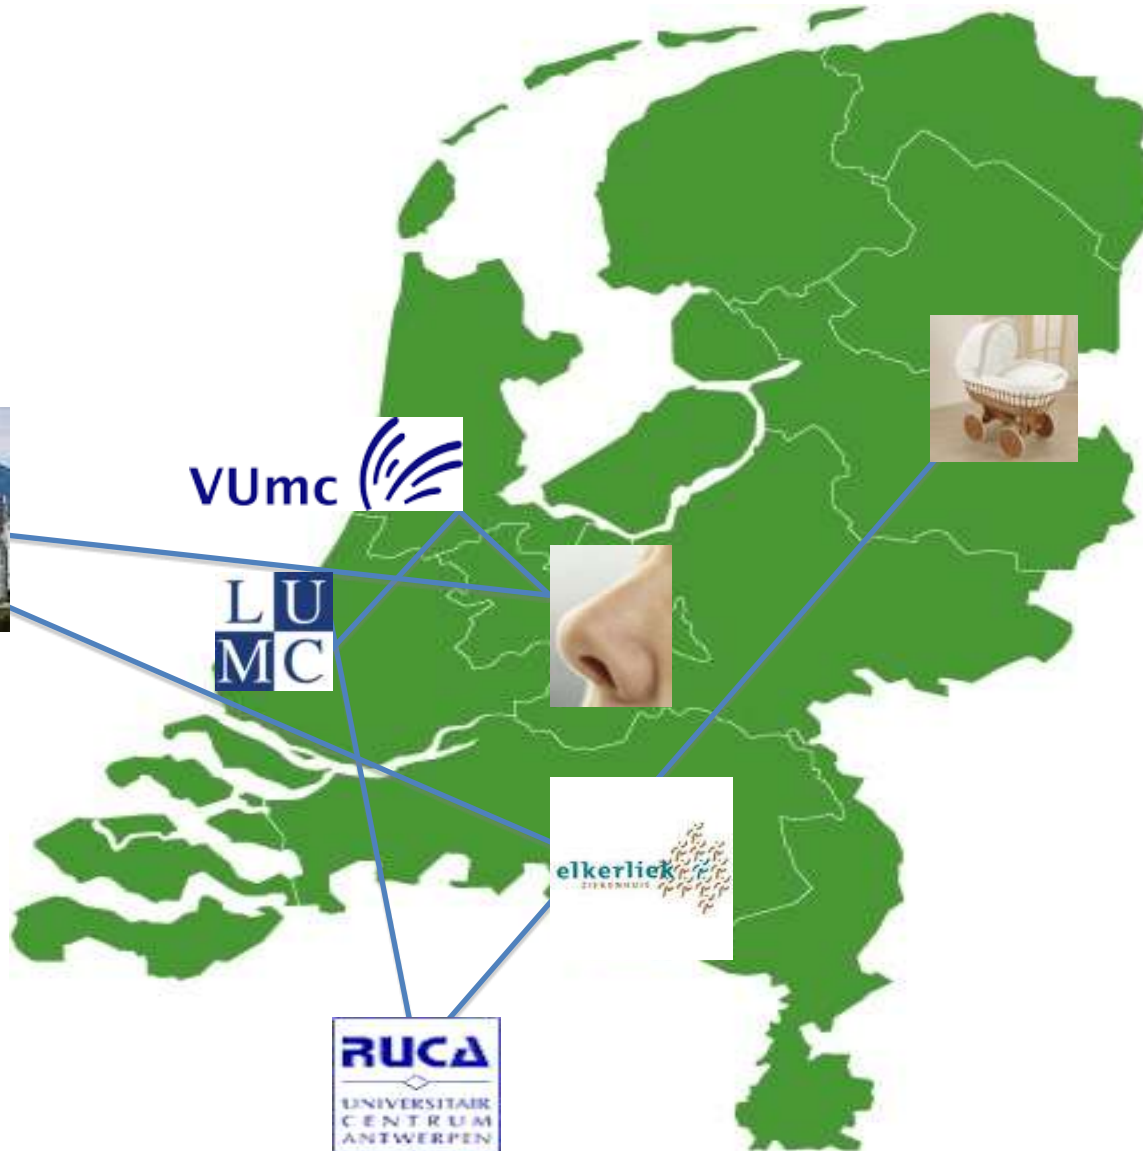 VUmc
L U
M C
elkerliek
ZIEKENHUIS
RUCA
UNIVERSITAIR
CENTRUM
ANTWERPEN